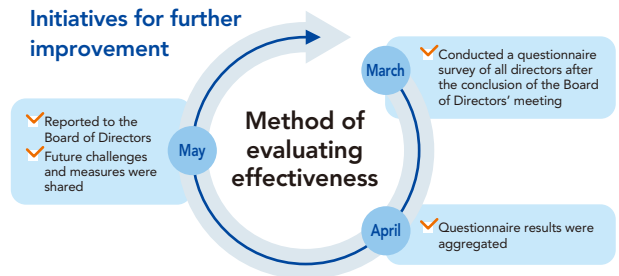 Initiatives for further
improvement
March
Conducted a questionnaire
survey of all directors after
the conclusion of the Board
of Directors’ meeting
Method of
evaluating
effectiveness
Reported to the
Board of Directors
Future challenges
and measures were
shared
May
April
Questionnaire results were
aggregated